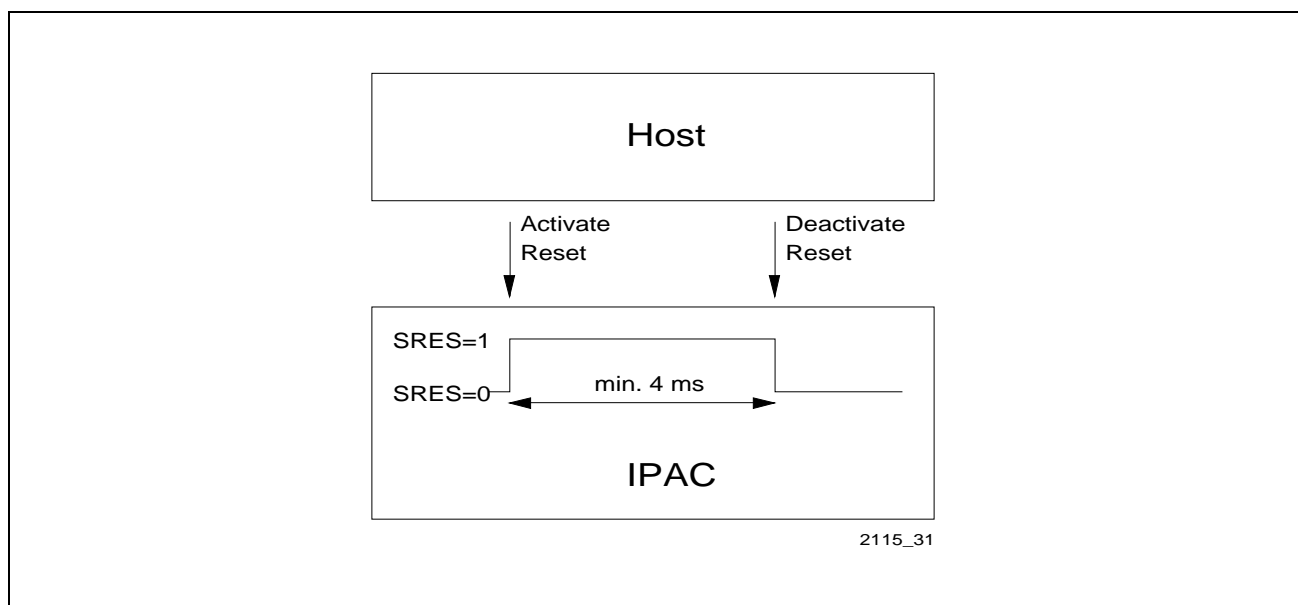 Host
Activate
Reset
Deactivate
Reset
SRES=1
min. 4 ms
SRES=0
IPAC
2115_31